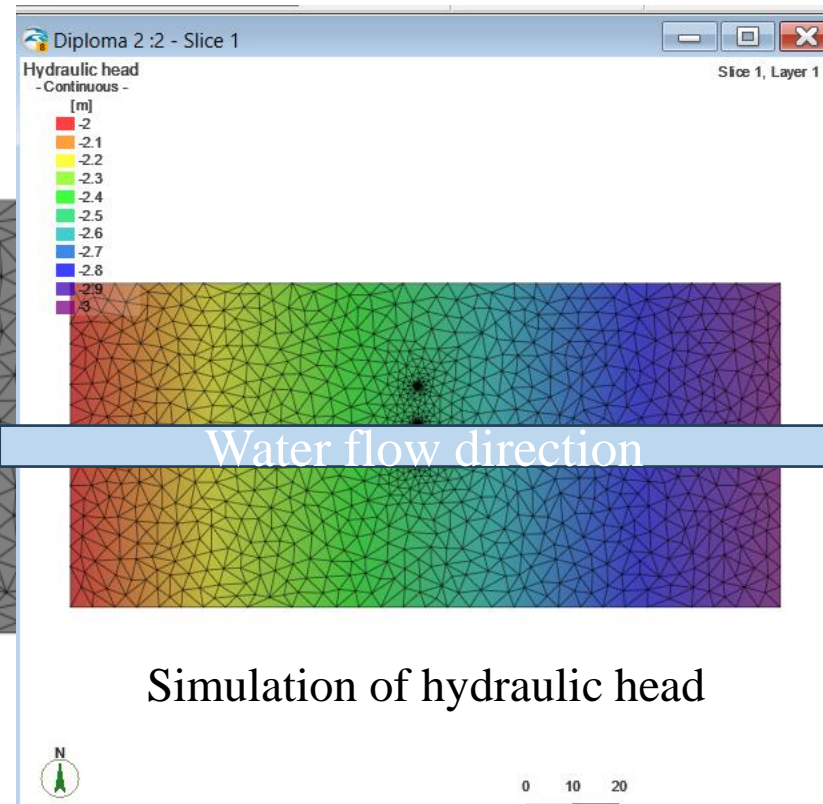 Diploma 2 :2 - Slice 1
Hydraulic head
- Continuous -
[m]
-2
-2.1
-2.2
-2.3
-2.4
-2.5
-2.6
-2.7
-2.8
-2.9
-3
Slice 1, Layer 1
Water flow direction
Simulation of hydraulic head
N
0 10 20